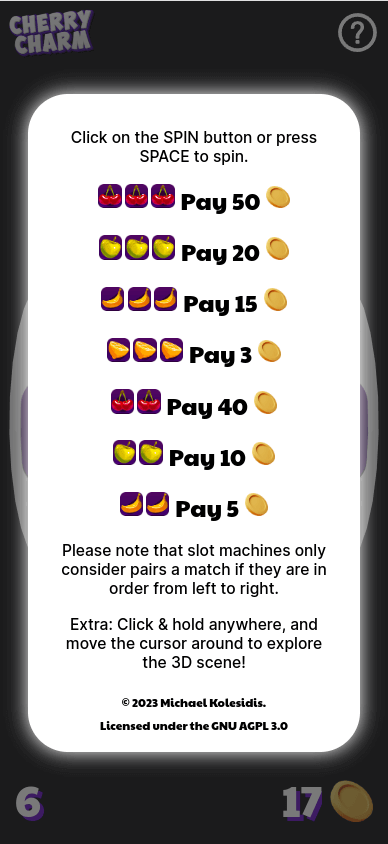 CHERRY
CHARM
?
Click on the SPIN button or press
SPACE to spin.
Pay 50
Pay 20
Pay 15
Pay 3
Pay 40
Pay 10
Pay 5
Please note that slot machines only
consider pairs a match if they are in
order from left to right.
Extra: Click & hold anywhere, and
move the cursor around to explore
the 3D scene!
© 2023 Michael Kolesidis.
Licensed under the GNU AGPL 3.0
6
17